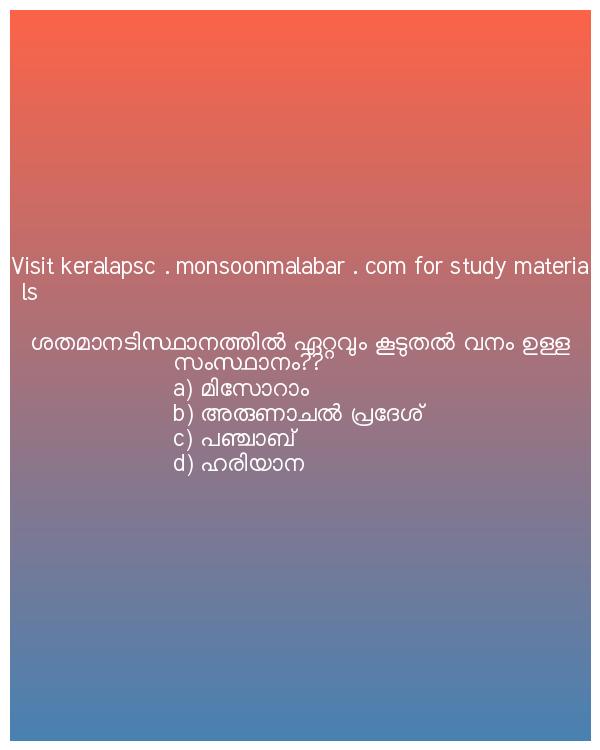 Visit keralapsc . monsoonmalabar . com for study materia
ls
ശതമാനടിസ്ഥാനത്തിൽ ഏറ്റവും കൂടുതൽ വനം ഉള്ള
സംസ്ഥാനം??
a) മിസോറാം
b) അരുണാചൽ പ്രദേശ്
c) പഞ്ചാബ്
d) ഹരിയാന